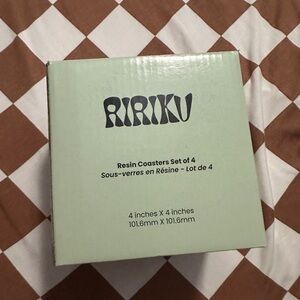 RIRIKU
Resin Coasters Set of 4
Sous-verres en Résine - Lot de 4
4 inches X 4 inches
101.6mm X 101.6mm